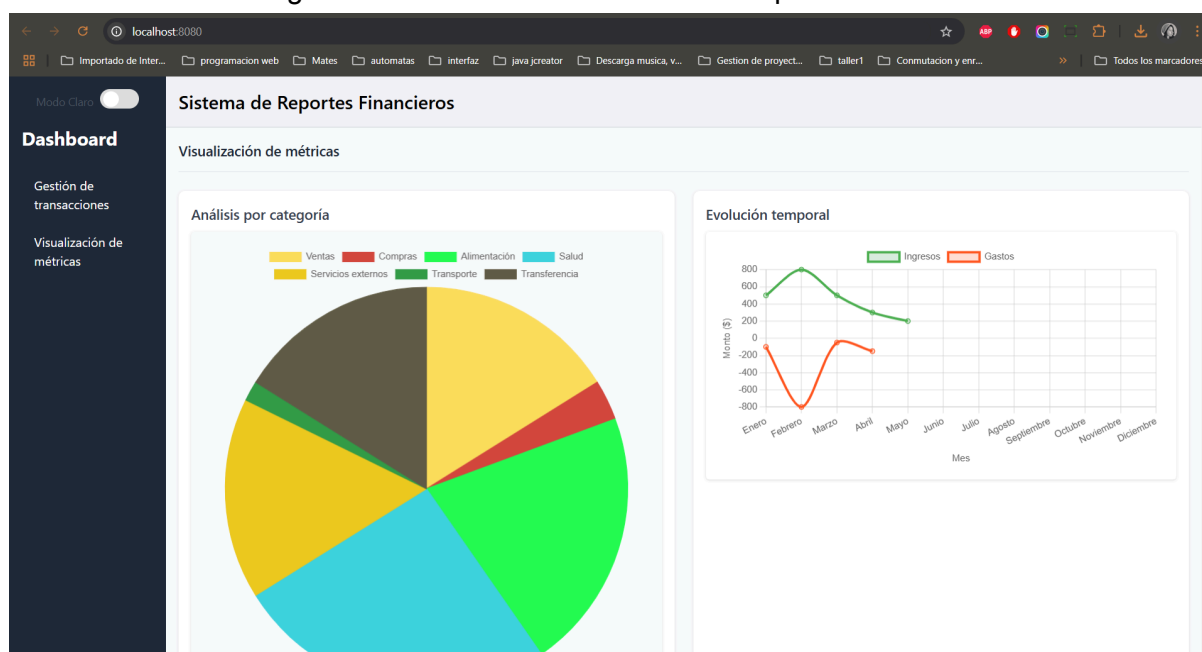 localhost:8080
ABP
Importado de Inter... programacion web Mates automatas interfaz java jcreator Descarga musica, v... Gestion de proyect... taller1 Conmutacion y enr... » Todos los marcadores
Modo Claro
Dashboard
Gestión de
transacciones
Visualización de
métricas
Sistema de Reportes Financieros
Visualización de métricas
Análisis por categoría
Ventas Compras Alimentación Salud
Servicios externos Transporte Transferencia
Evolución temporal
Ingresos Gastos
Monto ($)
800
600
400
200
0
-200
-400
-600
-800
Enero Febrero Marzo Abril Mayo Junio Julio Agosto Septiembre Octubre Noviembre Diciembre
Mes